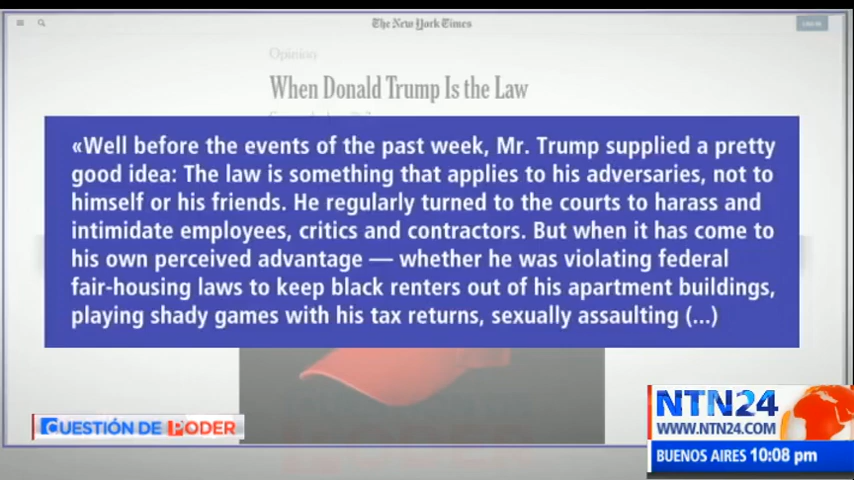 The New York Times
Opinion
When Donald Trump Is the Law
«Well before the events of the past week, Mr. Trump supplied a pretty
good idea: The law is something that applies to his adversaries, not to
himself or his friends. He regularly turned to the courts to harass and
intimidate employees, critics and contractors. But when it has come to
his own perceived advantage — whether he was violating federal
fair-housing laws to keep black renters out of his apartment buildings,
playing shady games with his tax returns, sexually assaulting (...)
CUESTIÓN DE PODER
NTN24
WWW.NTN24.COM
BUENOS AIRES 10:08 pm